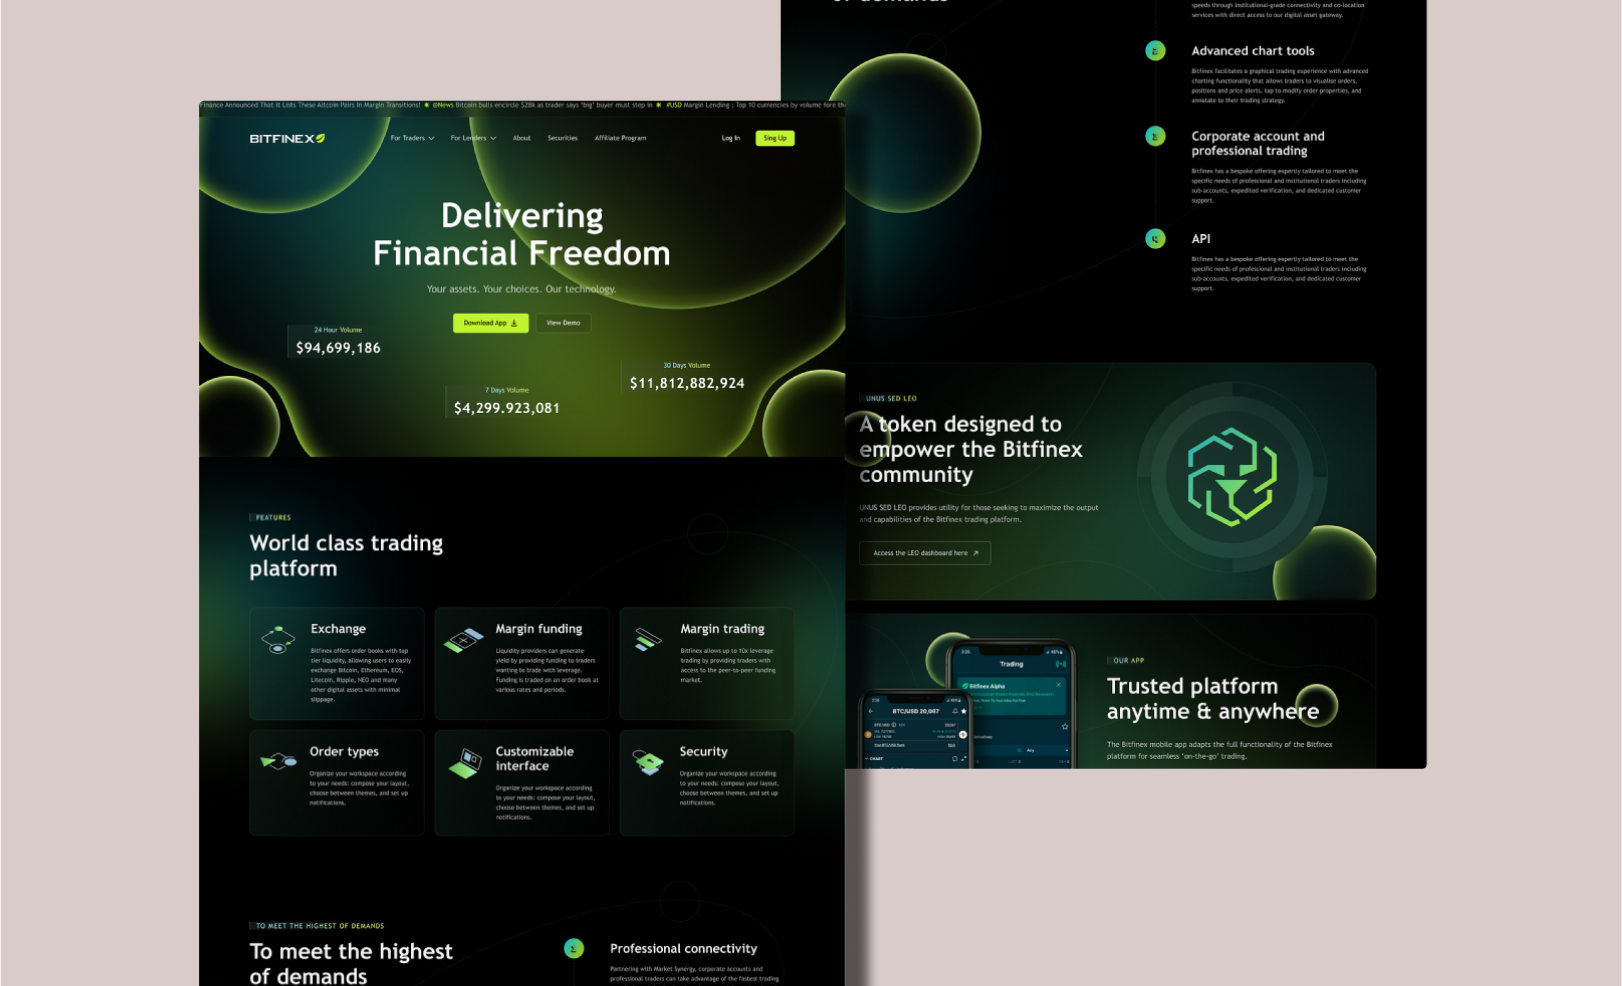 Finance Announced That It Lists These Altcoin Pairs In Margin Transitions! ✷ @News Bitcoin bulls encircle $28k as trader says 'big' buyer must step in ✷ #USD Margin Lending ; Top 10 currencies by volume fore the
BITFINEX
For Traders
For Lenders
About
Securities
Affiliate Program
Log In
Sing Up
Delivering
Financial Freedom
Your assets. Your choices. Our technology.
Download App
View Demo
24 Hour Volume
$94,699,186
30 Days Volume
$11,812,882,924
7 Days Volume
$4,299.923,081
FEATURES
World class trading
platform
Exchange
Bitfinex offers order books with top
tier liquidity, allowing users to easily
exchange Bitcoin, Ethereum, EOS,
Litecoin, Ripple, NEO and many
other digital assets with minimal
slippage.
Margin funding
Liquidity providers can generate
yield by providing funding to traders
wanting to trade with leverage.
Funding is traded on an order book at
various rates and periods.
Margin trading
Bitfinex allows up to 10x leverage
trading by providing traders with
access to the peer-to-peer funding
market.
Order types
Organize your workspace according
to your needs: compose your layout,
choose between themes, and set up
notifications.
Customizable
interface
Organize your workspace according
to your needs: compose your layout,
choose between themes, and set up
notifications.
Security
Organize your workspace according
to your needs: compose your layout,
choose between themes, and set up
notifications.
TO MEET THE HIGHEST OF DEMANDS
To meet the highest
of demands
Professional connectivity
Partnering with Market Synergy, corporate accounts and
professional traders can take advantage of the fastest trading
of demands
speeds through institutional-grade connectivity and co-location
services with direct access to our digital asset gateway.
Advanced chart tools
Bitfinex facilitates a graphical trading experience with advanced
charting functionality that allows traders to visualise orders,
positions and price alerts, tap to modify order properties, and
annotate to their trading strategy.
Corporate account and
professional trading
Bitfinex has a bespoke offering expertly tailored to meet the
specific needs of professional and institutional traders including
sub-accounts, expedited verification, and dedicated customer
support.
API
Bitfinex has a bespoke offering expertly tailored to meet the
specific needs of professional and institutional traders including
sub-accounts, expedited verification, and dedicated customer
support.
UNUS SED LEO
A token designed to
empower the Bitfinex
community
UNUS SED LEO provides utility for those seeking to maximize the output
and capabilities of the Bitfinex trading platform.
Access the LEO dashboard here
Trading
Bitfinex Alpha
BTC/USD 20,067
CHART
Any
OUR APP
Trusted platform
anytime & anywhere
The Bitfinex mobile app adapts the full functionality of the Bitfinex
platform for seamless 'on-the-go' trading.